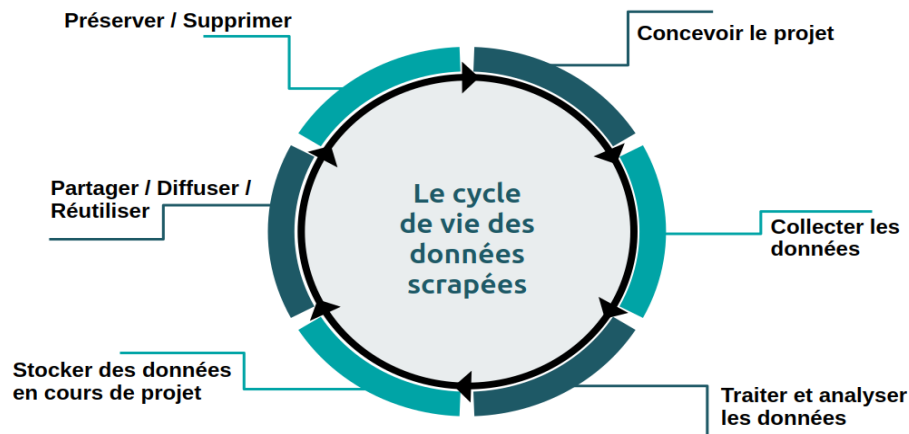 Préserver / Supprimer
Concevoir le projet
Partager / Diffuser /
Réutiliser
Le cycle
de vie des
données
scrapées
Collecter les
données
Stocker des données
en cours de projet
Traiter et analyser
les données